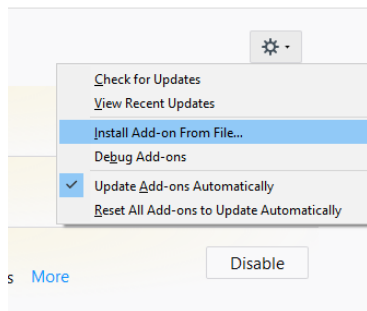 Check for Updates
View Recent Updates
Install Add-on From File...
Debug Add-ons
Update Add-ons Automatically
Reset All Add-ons to Update Automatically
Disable
s More